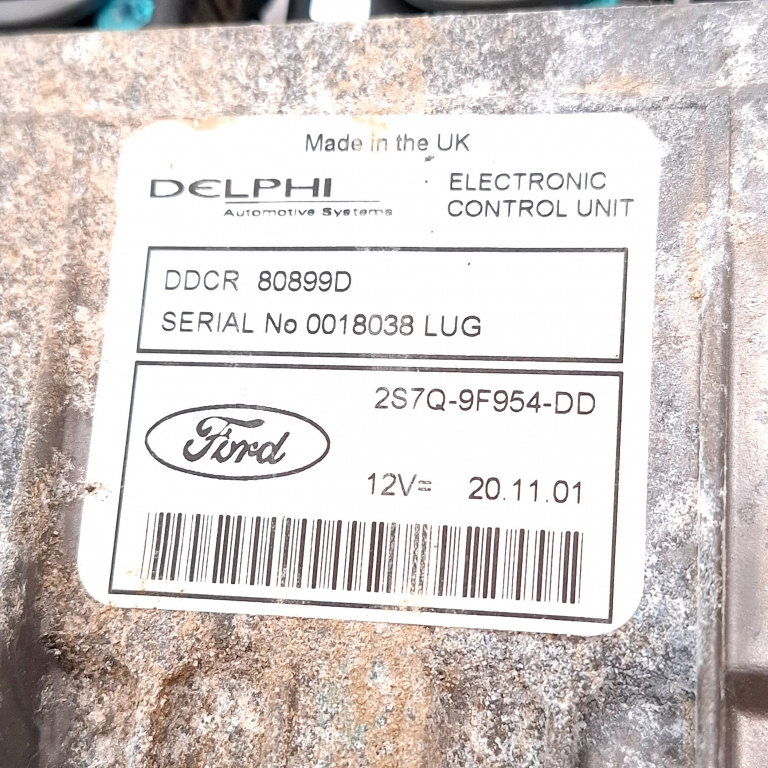 Made in the UK
DELPHI
Automotive Systems
ELECTRONIC
CONTROL UNIT
DDCR 80899D
SERIAL No 0018038 LUG
2S7Q-9F954-DD
Ford
12V= 20.11.01